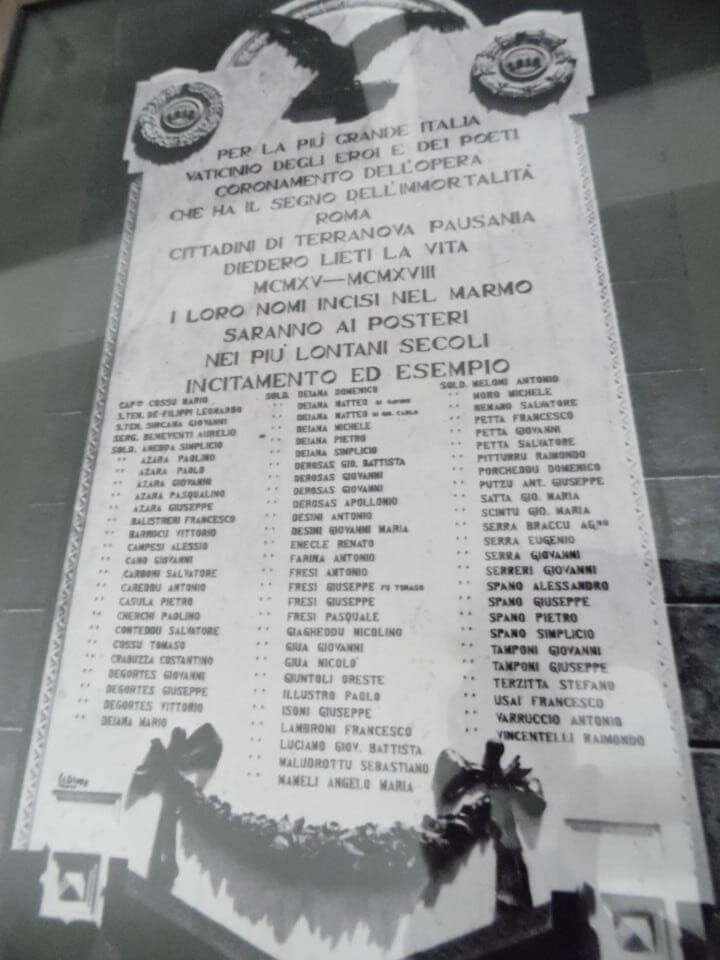 PER LA PIU' GRANDE ITALIA
VATICINIO DEGLI EROI E DEI POETI
CORONAMENTO DELL'OPERA
CHE HA IL SEGNO DELL'IMMORTALITÁ
ROMA
CITTADINI DI TERRANOVA PAUSANIA
DIEDERO LIETI LA VITA
MCMXV—MCMXVIII
I LORO NOMI INCISI NEL MARMO
SARANNO AI POSTERI
NEI PIU' LONTANI SECOLI
INCITAMENTO ED ESEMPIO
CAP. COSSU MARIO
S.TEN. DE-FILIPPI LEONARDO
S.TEN. SIRCANA GIOVANNI
SERG. BENEVENTI AURELIO
SOLD. ANEDDA SIMPLICIO
" AZARA PAOLINO
" AZARA PAOLO
" AZARA GIOVANNI
" AZARA PASQUALINO
" AZARA GIUSEPPE
" BALISTRERI FRANCESCO
" BARROCU VITTORIO
" CAMPESI ALESSIO
" CANO GIOVANNI
" CARBONI SALVATORE
" CAREDDU ANTONIO
" CASULA PIETRO
" CHERCHI PAOLINO
" CONTEDDU SALVATORE
" COSSU TOMASO
" CRABUZZA COSTANTINO
" DEGORTES GIOVANNI
" DEGORTES GIUSEPPE
" DEGORTES VITTORIO
" DEIANA MARIO
SOLD. DEIANA DOMENICO
" DEIANA MATTEO DI
" DEIANA MATTEO DI GIO. CARLO
" DEIANA MICHELE
" DEIANA PIETRO
" DEIANA SIMPLICIO
" DEROSAS GIO. BATTISTA
" DEROSAS GIOVANNI
" DEROSAS GIOVANNI
" DEROSAS APOLLONIO
" DESINI ANTONIO
" DESINI GIOVANNI MARIA
" ENECLE RENATO
" FARINA ANTONIO
" FRESI ANTONIO
" FRESI GIUSEPPE FU TOMASO
" FRESI GIUSEPPE
" FRESI PASQUALE
" GIAGHEDDU NICOLINO
" GIUA GIOVANNI
" GIUA NICOLO'
" GIUNTOLI ORESTE
" ILLUSTRO PAOLO
" ISONI GIUSEPPE
" LAMBRONI FRANCESCO
" LUCIANO GIOV. BATTISTA
" MALUDROTTU SEBASTIANO
" MAMELI ANGELO MARIA
SOLD. MELONI ANTONIO
" MORO MICHELE
" NEMANO SALVATORE
" PETTA FRANCESCO
" PETTA GIOVANNI
" PETTA SALVATORE
" PITTURRU RAIMONDO
" PORCHEDDU DOMENICO
" PUTZU ANT. GIUSEPPE
" SATTA GIO. MARIA
" SCINTU GIO. MARIA
" SERRA BRACCU AG.NO
" SERRA EUGENIO
" SERRA GIOVANNI
" SERRERI GIOVANNI
" SPANO ALESSANDRO
" SPANO GIUSEPPE
" SPANO PIETRO
" SPANO SIMPLICIO
" TAMPONI GIOVANNI
" TAMPONI GIUSEPPE
" TERZITTA STEFANO
" USAI FRANCESCO
" VARRUCCIO ANTONIO
" VINCENTELLI RAIMONDO